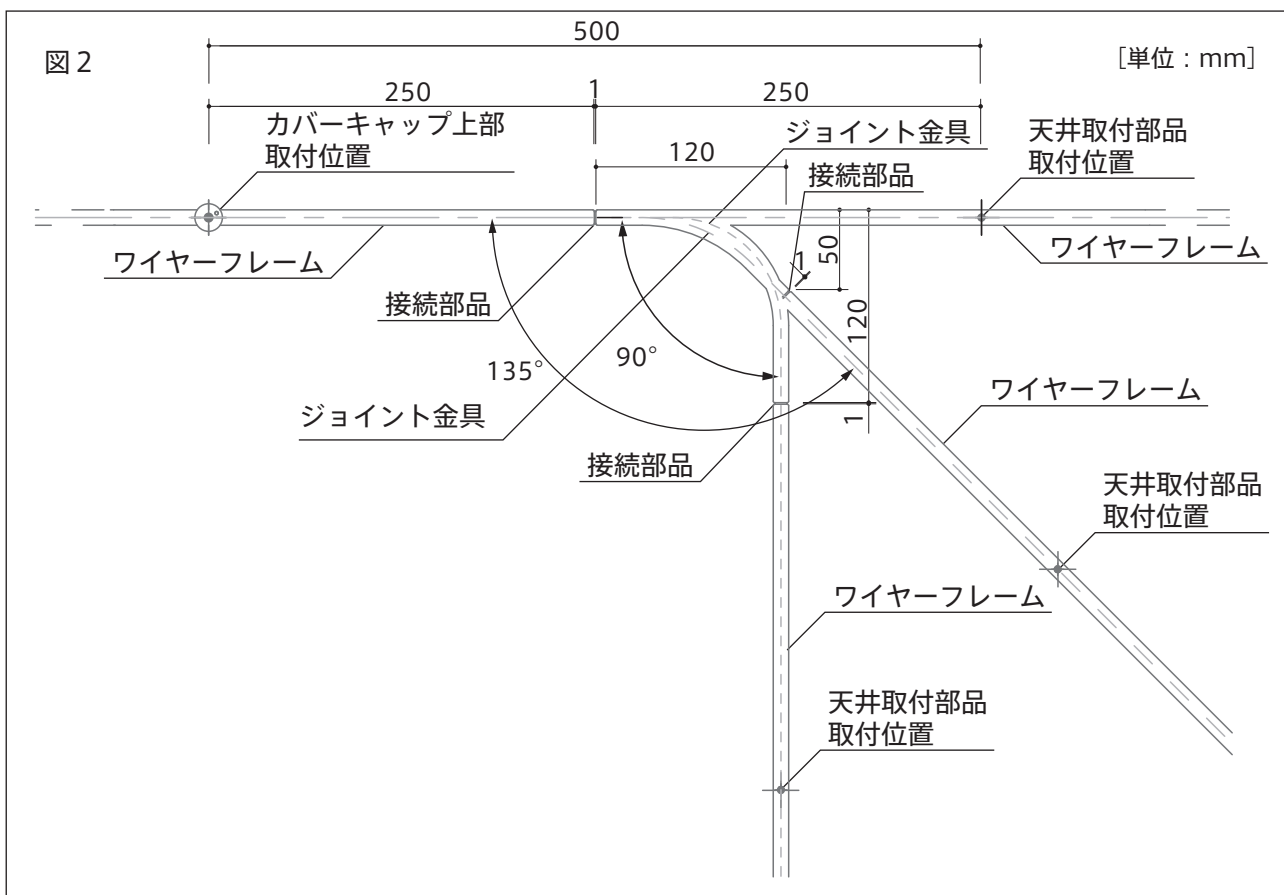 図2
500
[単位:mm]
250
1
250
カバーキャップ上部
取付位置
120
ジョイント金具
接続部品
天井取付部品
取付位置
ワイヤーフレーム
50
1
ワイヤーフレーム
接続部品
120
135°
90°
ジョイント金具
1
ワイヤーフレーム
接続部品
天井取付部品
取付位置
ワイヤーフレーム
天井取付部品
取付位置